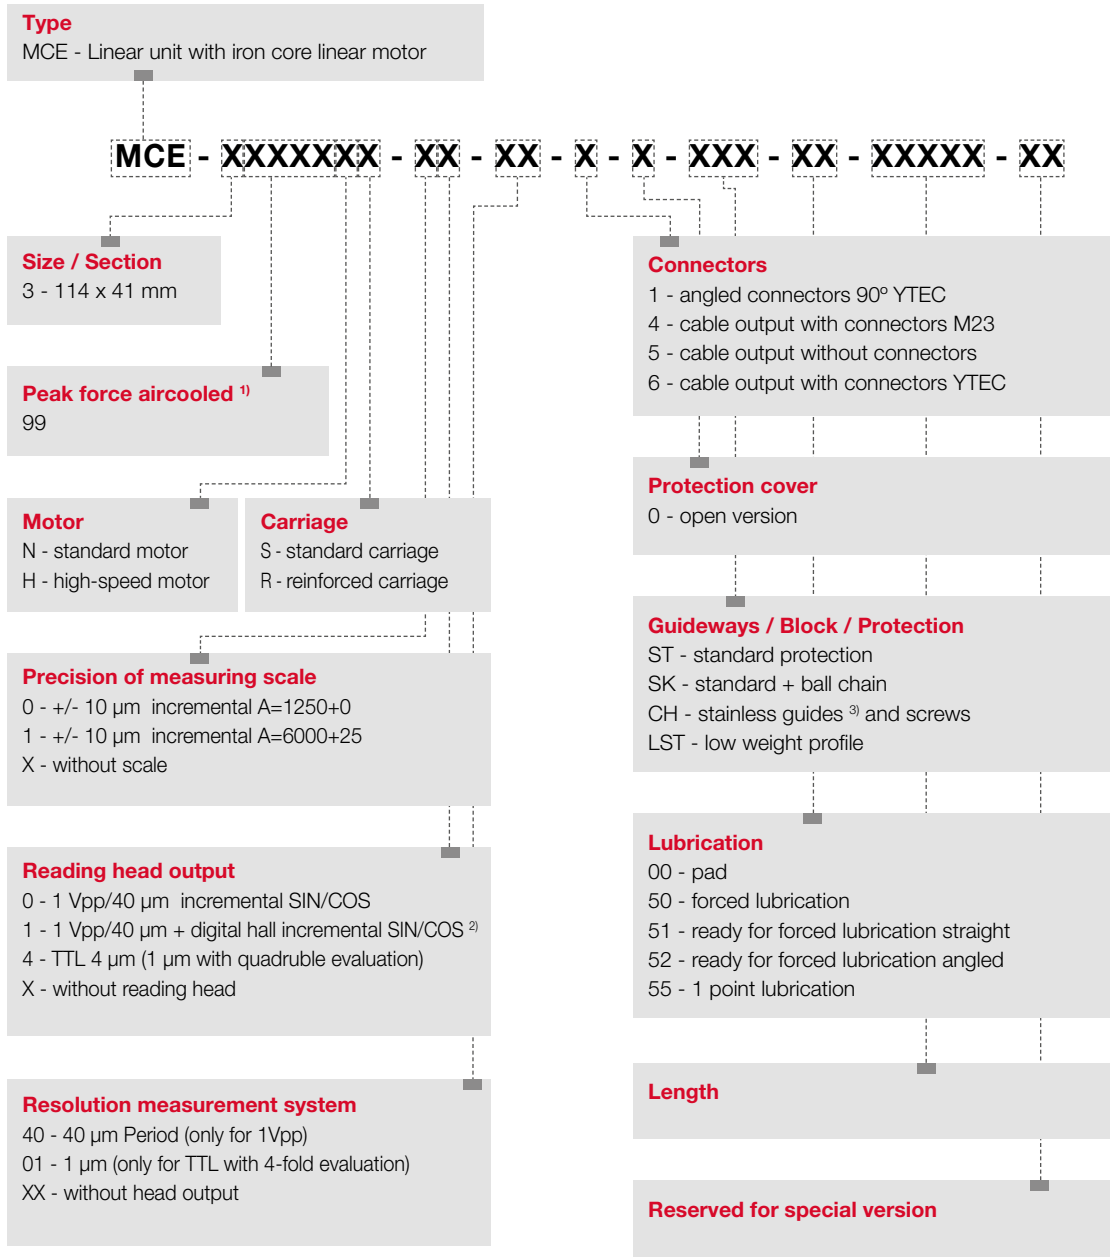 Type
MCE - Linear unit with iron core linear motor
MCE - XXXXXXXX - XX - XX - X - X - XXX - XX - XXXXX - XX
Size / Section
3 - 114 x 41 mm
Peak force aircooled 1)
99
Motor
N - standard motor
H - high-speed motor
Carriage
S - standard carriage
R - reinforced carriage
Precision of measuring scale
0 - +/- 10 µm incremental A=1250+0
1 - +/- 10 µm incremental A=6000+25
X - without scale
Reading head output
0 - 1 Vpp/40 µm incremental SIN/COS
1 - 1 Vpp/40 µm + digital hall incremental SIN/COS 2)
4 - TTL 4 µm (1 µm with quadruble evaluation)
X - without reading head
Resolution measurement system
40 - 40 µm Period (only for 1Vpp)
01 - 1 µm (only for TTL with 4-fold evaluation)
XX - without head output
Connectors
1 - angled connectors 90º YTEC
4 - cable output with connectors M23
5 - cable output without connectors
6 - cable output with connectors YTEC
Protection cover
0 - open version
Guideways / Block / Protection
ST - standard protection
SK - standard + ball chain
CH - stainless guides 3) and screws
LST - low weight profile
Lubrication
00 - pad
50 - forced lubrication
51 - ready for forced lubrication straight
52 - ready for forced lubrication angled
55 - 1 point lubrication
Length
Reserved for special version